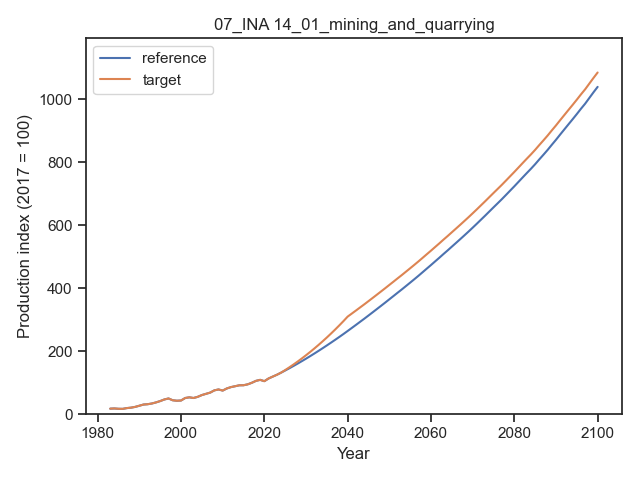 07_INA 14_01_mining_and_quarrying
reference
target
Production index (2017 = 100)
1000
800
600
400
200
0
1980 2000 2020 2040 2060 2080 2100
Year